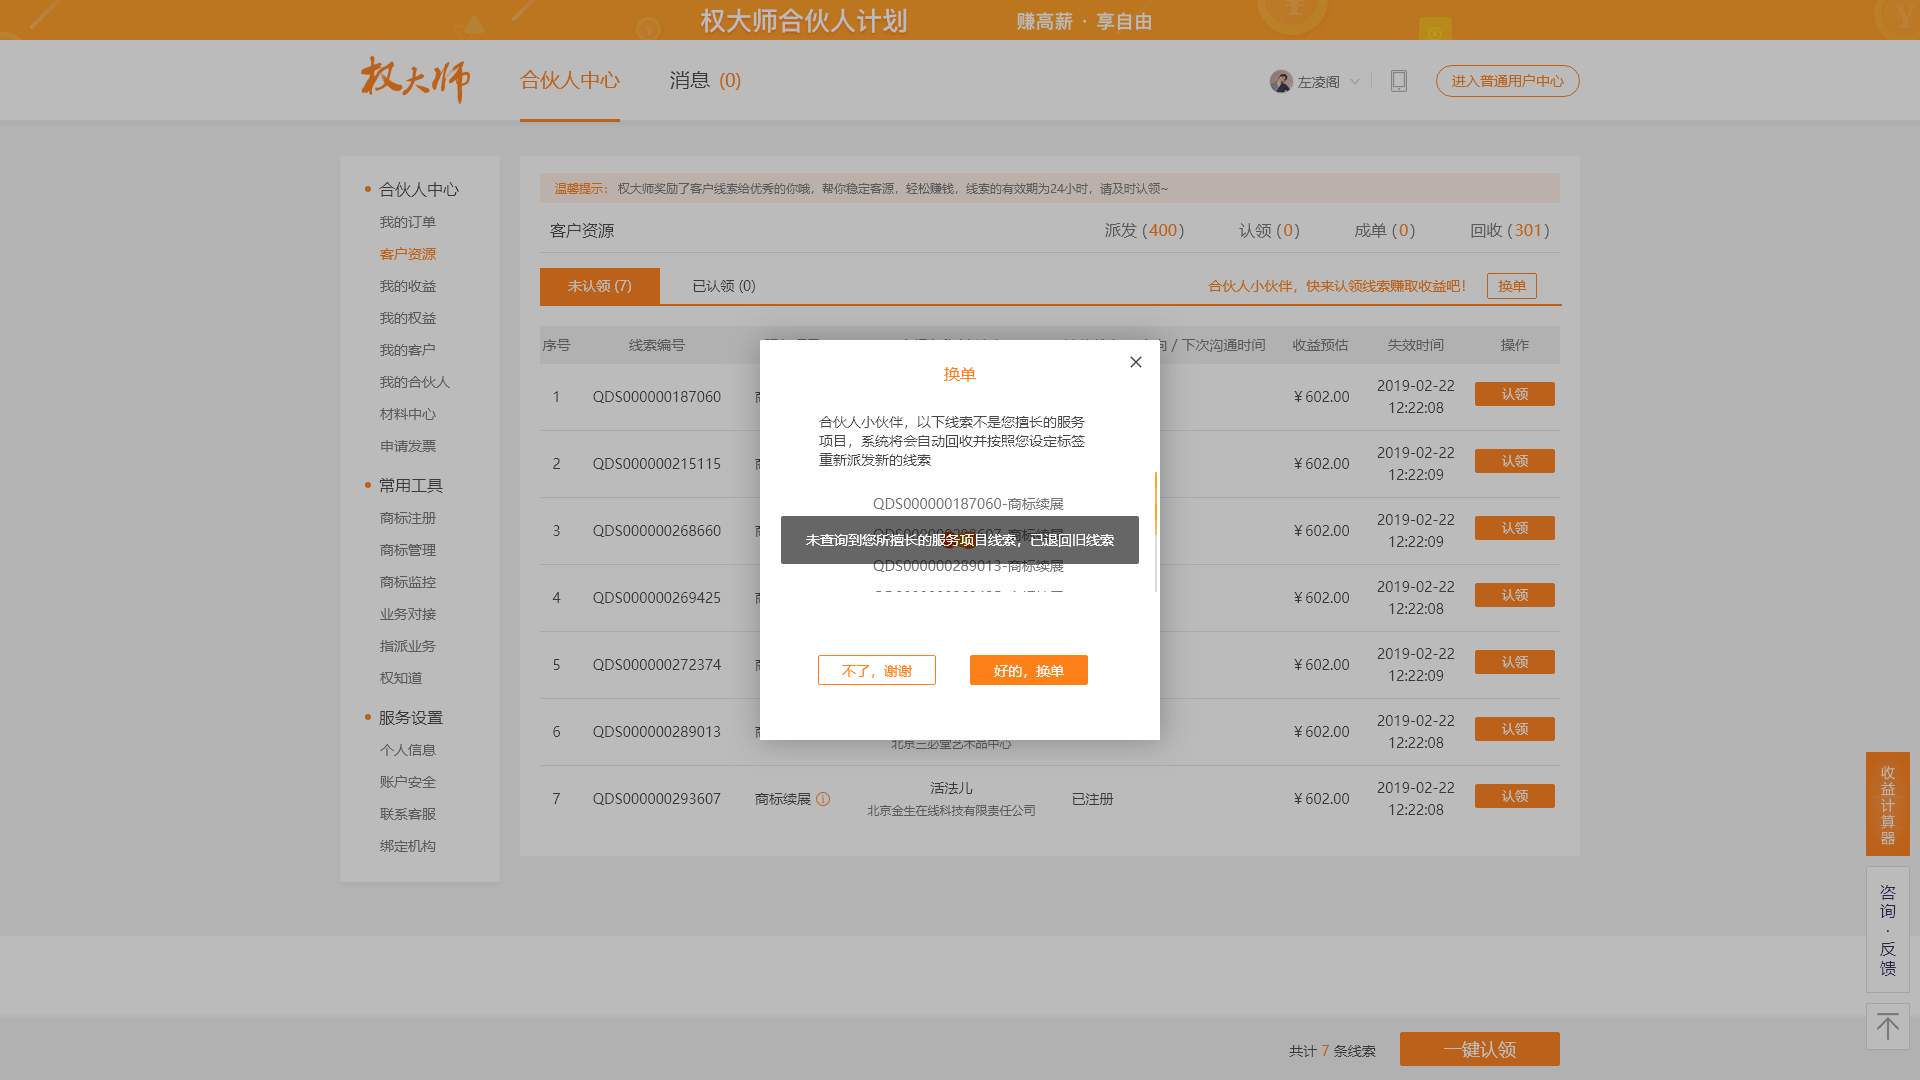 权大师合伙人计划
赚高薪 · 享自由
权大师
合伙人中心
消息 (0)
左凌阁
进入普通用户中心
合伙人中心
我的订单
客户资源
我的收益
我的权益
我的客户
我的合伙人
材料中心
申请发票
常用工具
商标注册
商标管理
商标监控
业务对接
指派业务
权知道
服务设置
个人信息
账户安全
联系客服
绑定机构
温馨提示： 权大师奖励了客户线索给优秀的你哦，帮你稳定客源，轻松赚钱，线索的有效期为24小时，请及时认领~
客户资源
派发 (400)
认领 (0)
成单 (0)
回收 (301)
未认领 (7)
已认领 (0)
合伙人小伙伴，快来认领线索赚取收益吧！
换单
序号 线索编号 / 下次沟通时间 收益预估 失效时间 操作
1 QDS000000187060 ￥602.00 2019-02-22 12:22:08 认领
2 QDS000000215115 ￥602.00 2019-02-22 12:22:09 认领
3 QDS000000268660 ￥602.00 2019-02-22 12:22:09 认领
4 QDS000000269425 ￥602.00 2019-02-22 12:22:08 认领
5 QDS000000272374 ￥602.00 2019-02-22 12:22:09 认领
6 QDS000000289013 北京三必堂艺术品中心 ￥602.00 2019-02-22 12:22:08 认领
7 QDS000000293607 商标续展 活法儿 北京金生在线科技有限责任公司 已注册 ￥602.00 2019-02-22 12:22:08 认领
换单
合伙人小伙伴，以下线索不是您擅长的服务
项目，系统将会自动回收并按照您设定标签
重新派发新的线索
QDS000000187060-商标续展
未查询到您所擅长的服务项目线索，已退回旧线索
QDS000000289013-商标续展
不了，谢谢
好的，换单
收益计算器
咨询·反馈
共计 7 条线索
一键认领